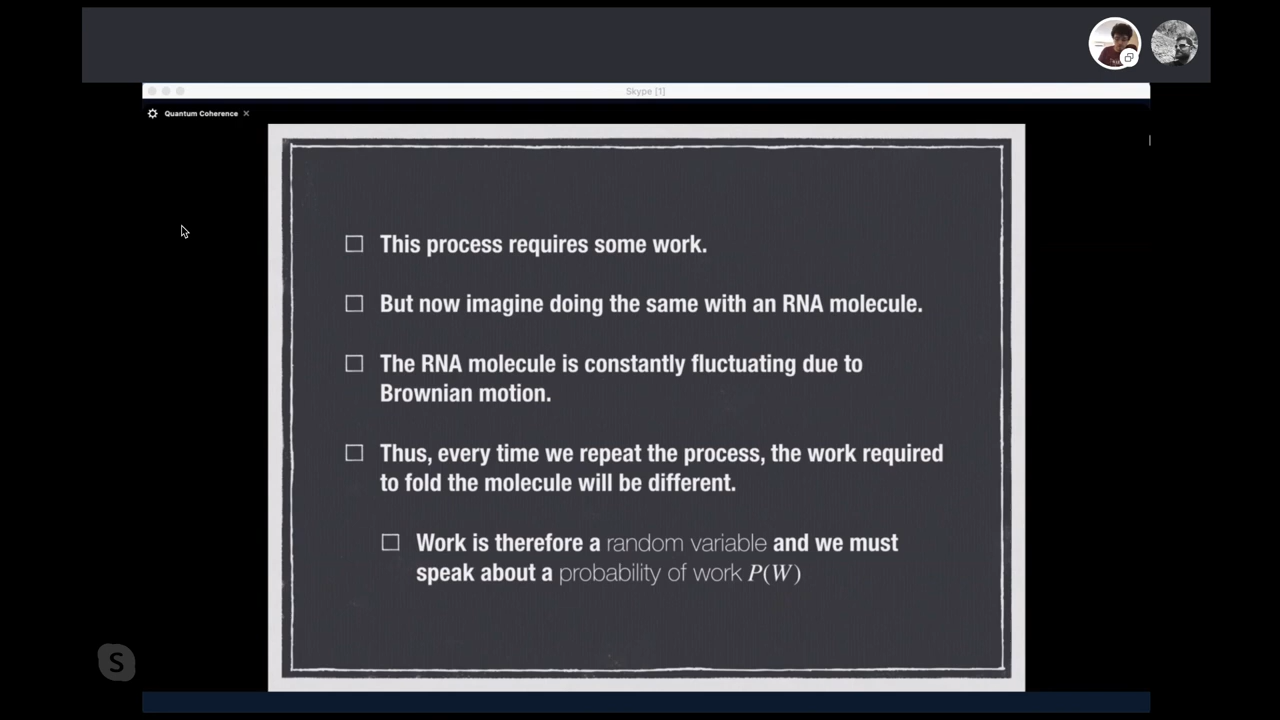 Skype [1]
Quantum Coherence
This process requires some work.
But now imagine doing the same with an RNA molecule.
The RNA molecule is constantly fluctuating due to
Brownian motion.
Thus, every time we repeat the process, the work required
to fold the molecule will be different.
Work is therefore a random variable and we must
speak about a probability of work P(W)
S